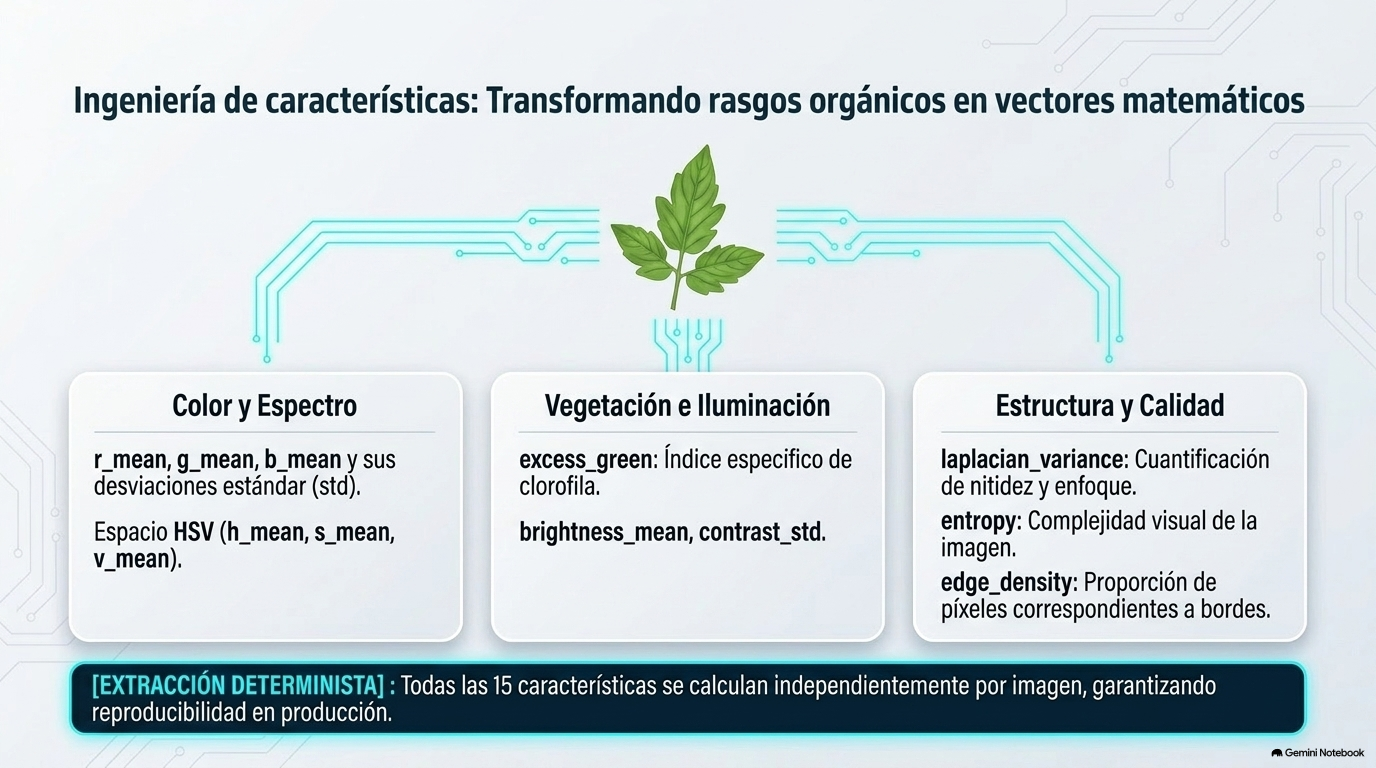 Ingeniería de características: Transformando rasgos orgánicos en vectores matemáticos
Color y Espectro
r_mean, g_mean, b_mean y sus
desviaciones estándar (std).
Espacio HSV (h_mean, s_mean,
v_mean).
Vegetación e Iluminación
excess_green: Índice especifico de
clorofila.
brightness_mean, contrast_std.
Estructura y Calidad
laplacian_variance: Cuantificación
de nitidez y enfoque.
entropy: Complejidad visual de la
imagen.
edge_density: Proporción de
píxeles correspondientes a bordes.
[EXTRACCIÓN DETERMINISTA] : Todas las 15 características se calculan independientemente por imagen, garantizando
reproducibilidad en producción.
Gemini Notebook